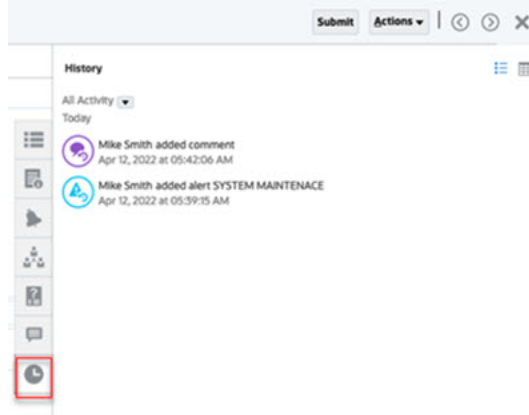 Submit Actions
History
All Activity
Today
Mike Smith added comment
Apr 12, 2022 at 05:42:06 AM
Mike Smith added alert SYSTEM MAINTENACE
Apr 12, 2022 at 05:39:15 AM